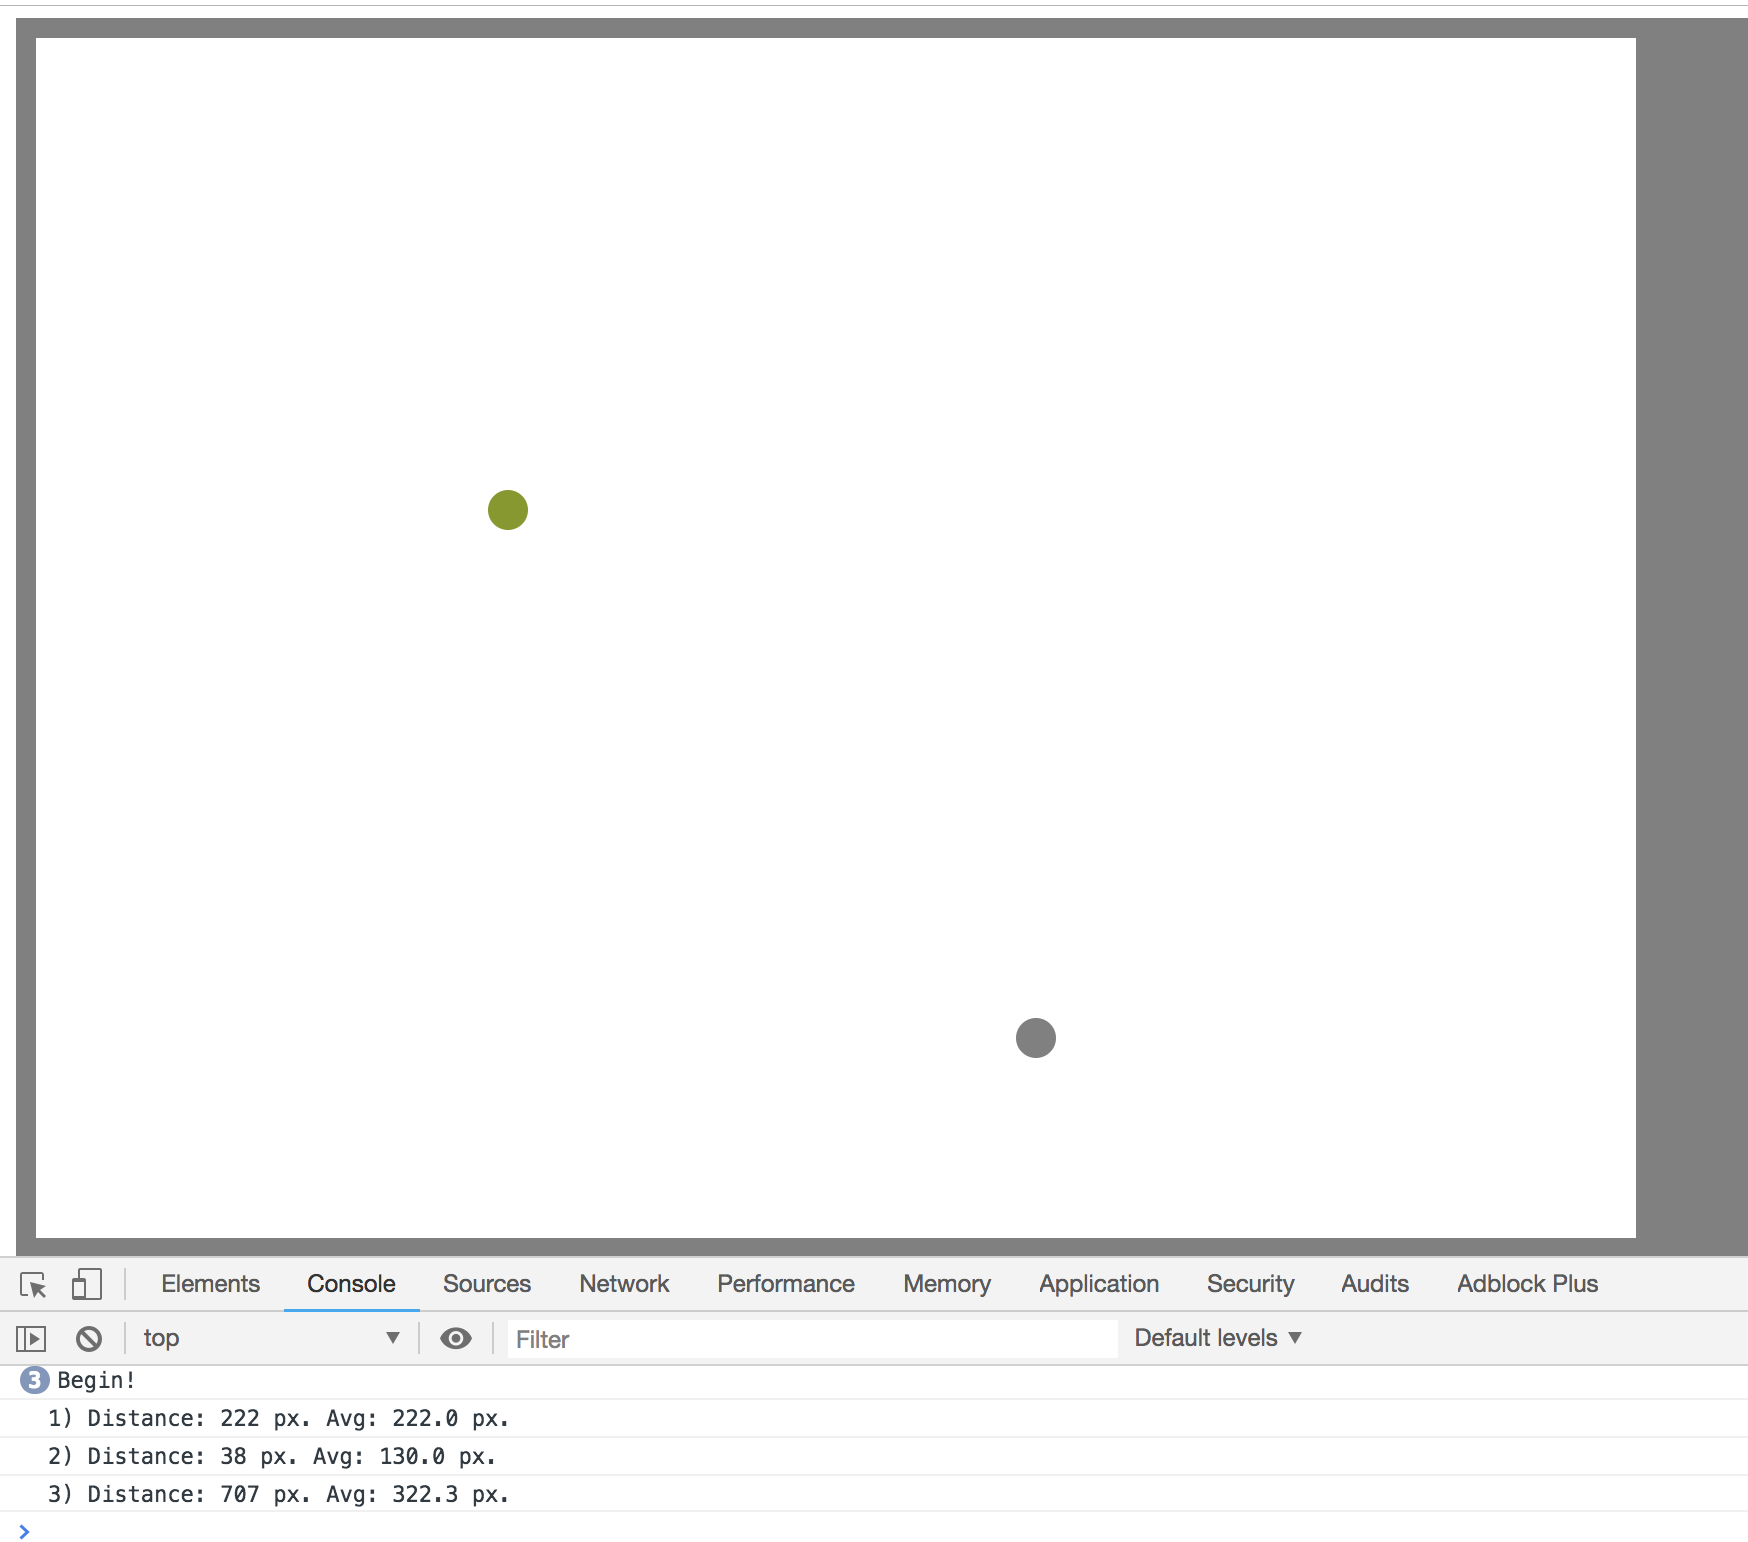 Elements Console Sources Network Performance Memory Application Security Audits Adblock Plus
top Filter Default levels
3 Begin!
1) Distance: 222 px. Avg: 222.0 px.
2) Distance: 38 px. Avg: 130.0 px.
3) Distance: 707 px. Avg: 322.3 px.